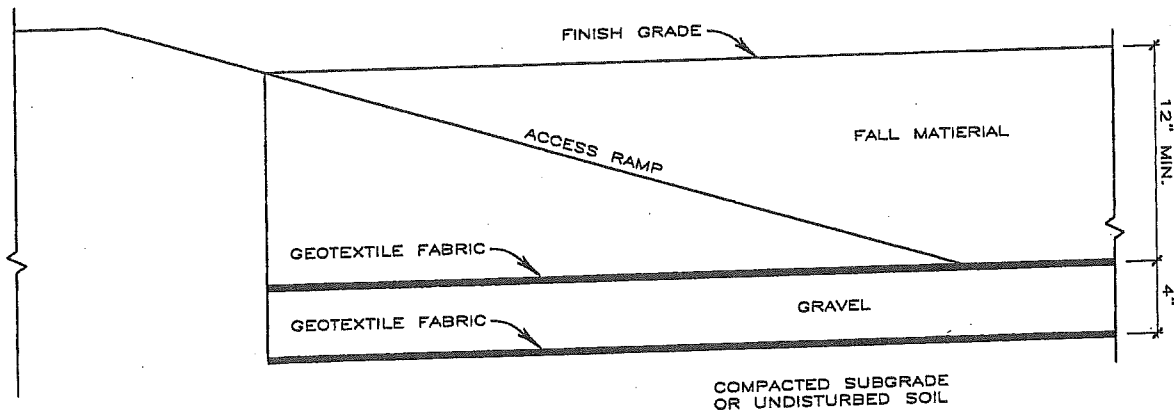 FINISH GRADE
12" MIN.
ACCESS RAMP
FALL MATIERIAL
GEOTEXTILE FABRIC
GRAVEL
4"
GEOTEXTILE FABRIC
COMPACTED SUBGRADE
OR UNDISTURBED SOIL